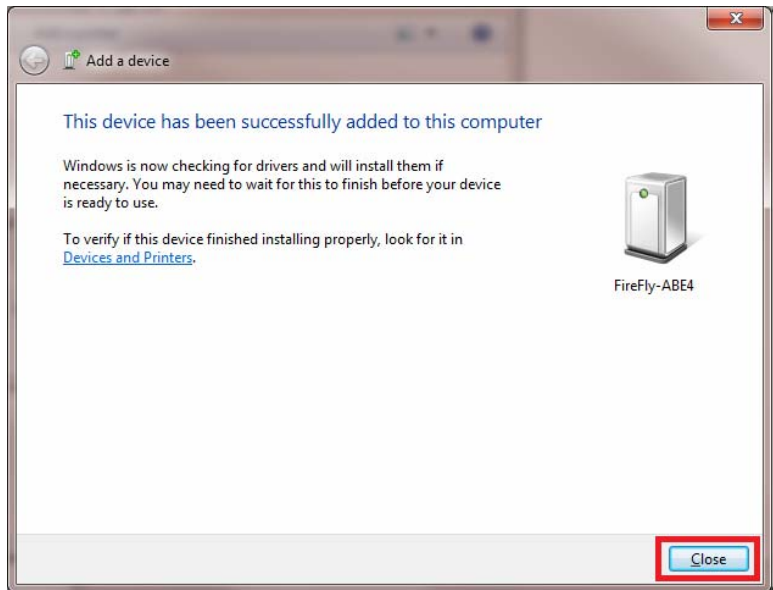 Add a device
This device has been successfully added to this computer
Windows is now checking for drivers and will install them if
necessary. You may need to wait for this to finish before your device
is ready to use.
To verify if this device finished installing properly, look for it in
Devices and Printers.
FireFly-ABE4
Close